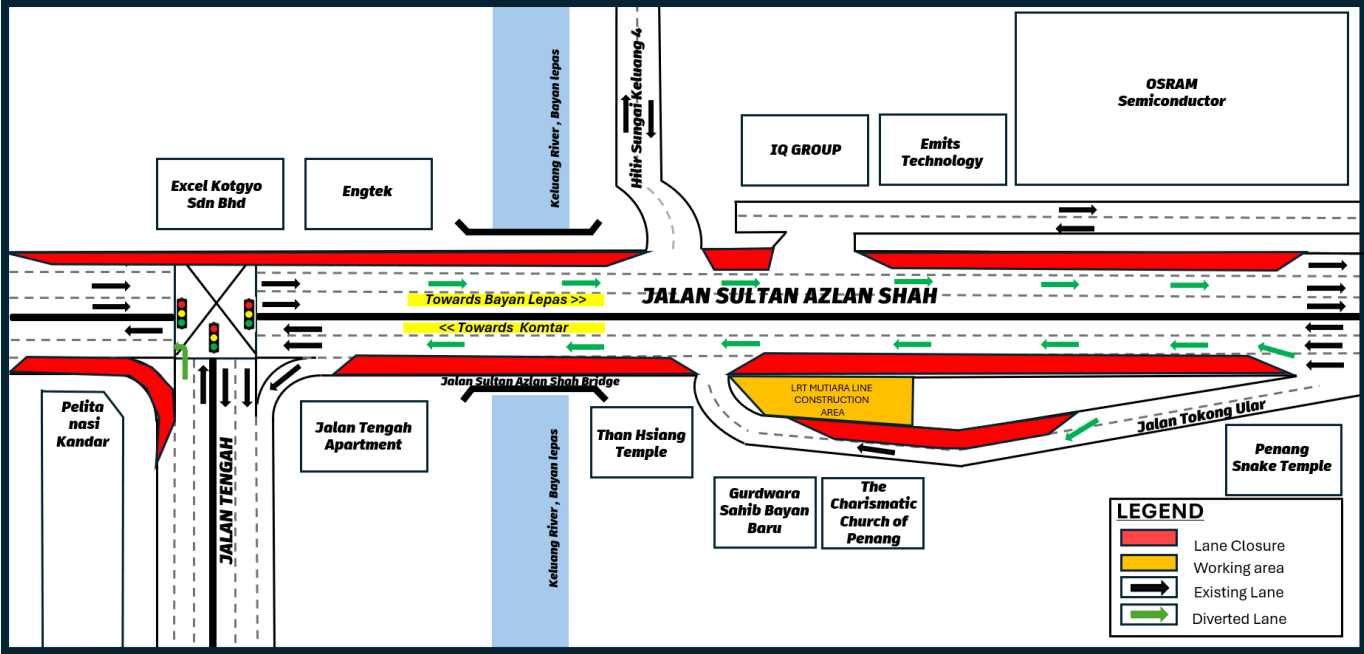 Keluang River , Bayan lepas
Hilir Sungai Keluang 4
OSRAM
Semiconductor
IQ GROUP
Emits
Technology
Excel Kotgyo
Sdn Bhd
Engtek
Towards Bayan Lepas >>
JALAN SULTAN AZLAN SHAH
<< Towards Komtar
Jalan Sultan Azlan Shah Bridge
LRT MUTIARA LINE
CONSTRUCTION
AREA
Pelita
nasi
Kandar
JALAN TENGAH
Jalan Tengah
Apartment
Keluang River , Bayan lepas
Than Hsiang
Temple
Jalan Tokong Ular
Penang
Snake Temple
Gurdwara
Sahib Bayan
Baru
The
Charismatic
Church of
Penang
LEGEND
Lane Closure
Working area
Existing Lane
Diverted Lane